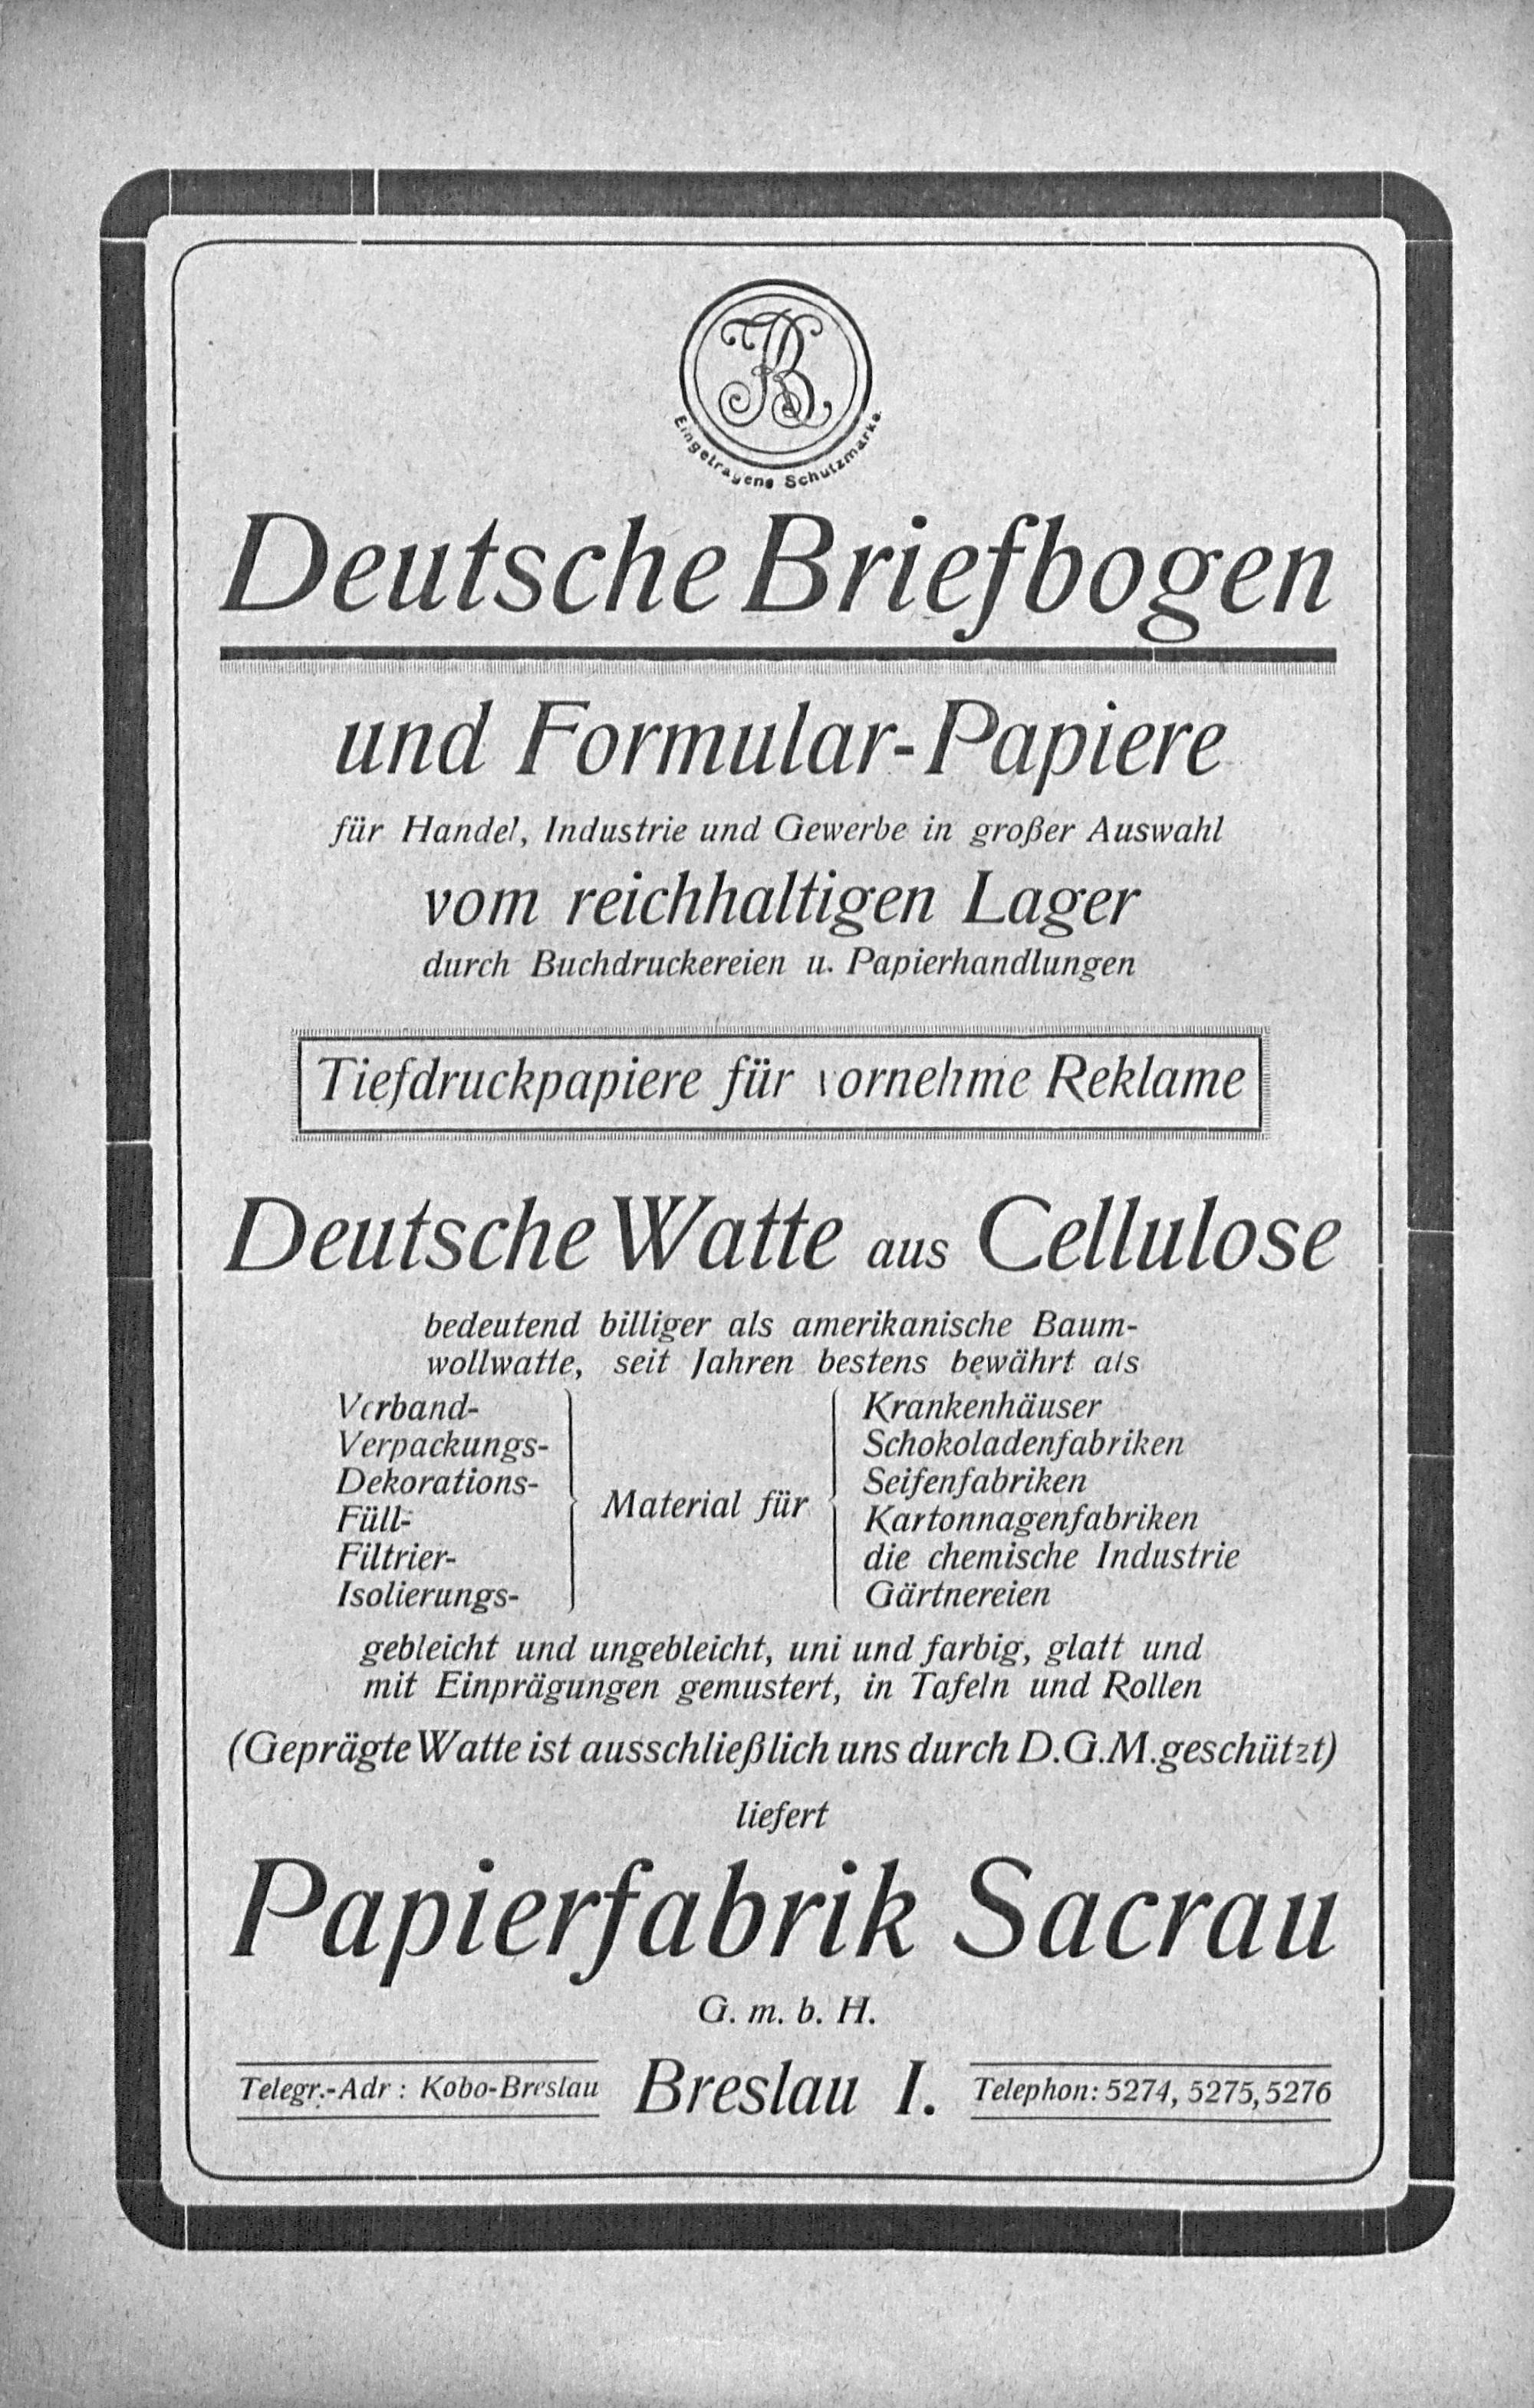 KB
Eingetragene Schutzmarke
Deutsche Briefbogen
und Formular-Papiere
für Handel, Industrie und Gewerbe in großer Auswahl
vom reichhaltigen Lager
durch Buchdruckereien u. Papierhandlungen
Tiefdruckpapiere für vornehme Reklame
Deutsche Watte aus Cellulose
bedeutend billiger als amerikanische Baum-
wollwatte, seit Jahren bestens bewährt als
Verband-
Verpackungs-
Dekorations-
Füll-
Filtrier-
Isolierungs-
Material für
Krankenhäuser
Schokoladenfabriken
Seifenfabriken
Kartonnagenfabriken
die chemische Industrie
Gärtnereien
gebleicht und ungebleicht, uni und farbig, glatt und
mit Einprägungen gemustert, in Tafeln und Rollen
(Geprägte Watte ist ausschließlich uns durch D.G.M. geschützt)
liefert
Papierfabrik Sacrau
G. m. b. H.
Telegr.-Adr: Kobo-Breslau
Breslau I.
Telephon: 5274, 5275, 5276